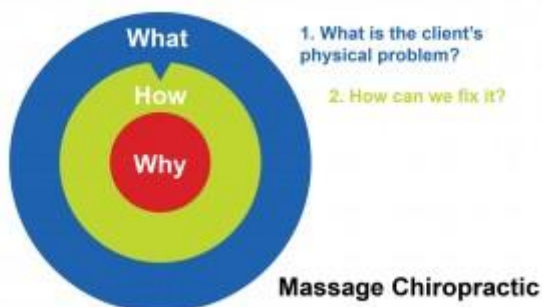 What
How
Why
1. What is the client's
physical problem?
2. How can we fix it?
Massage Chiropractic